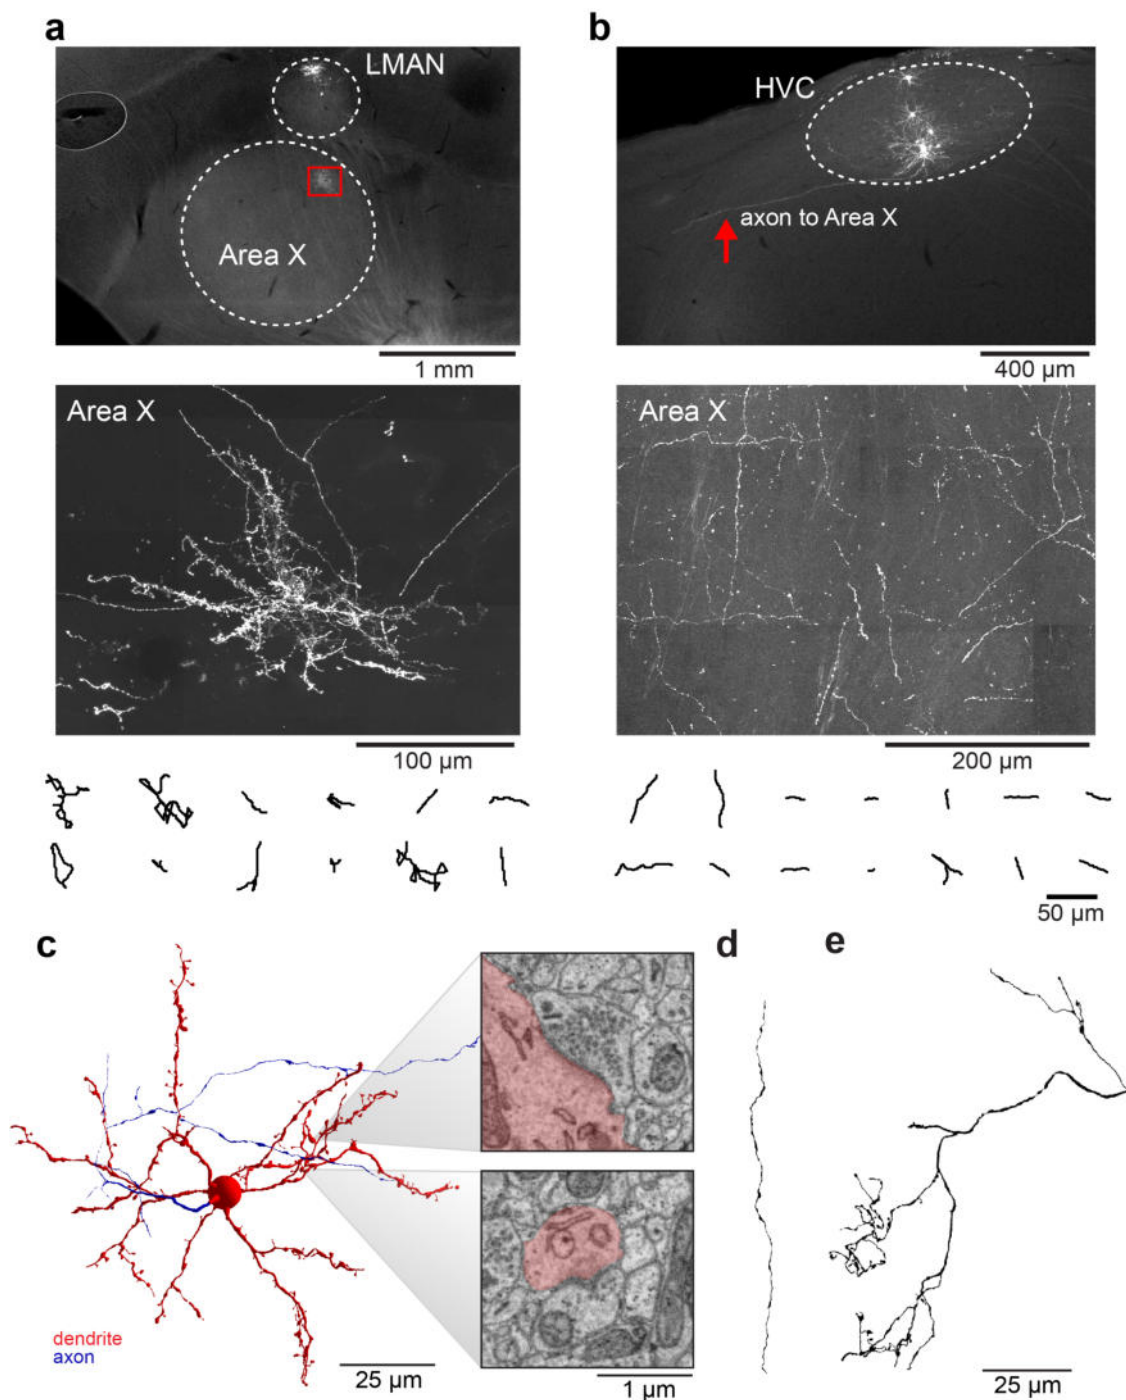 a
LMAN
Area X
1 mm
b
HVC
axon to Area X
400 µm
Area X
100 µm
Area X
200 µm
50 µm
c
dendrite
axon
25 µm
1 µm
d
e
25 µm